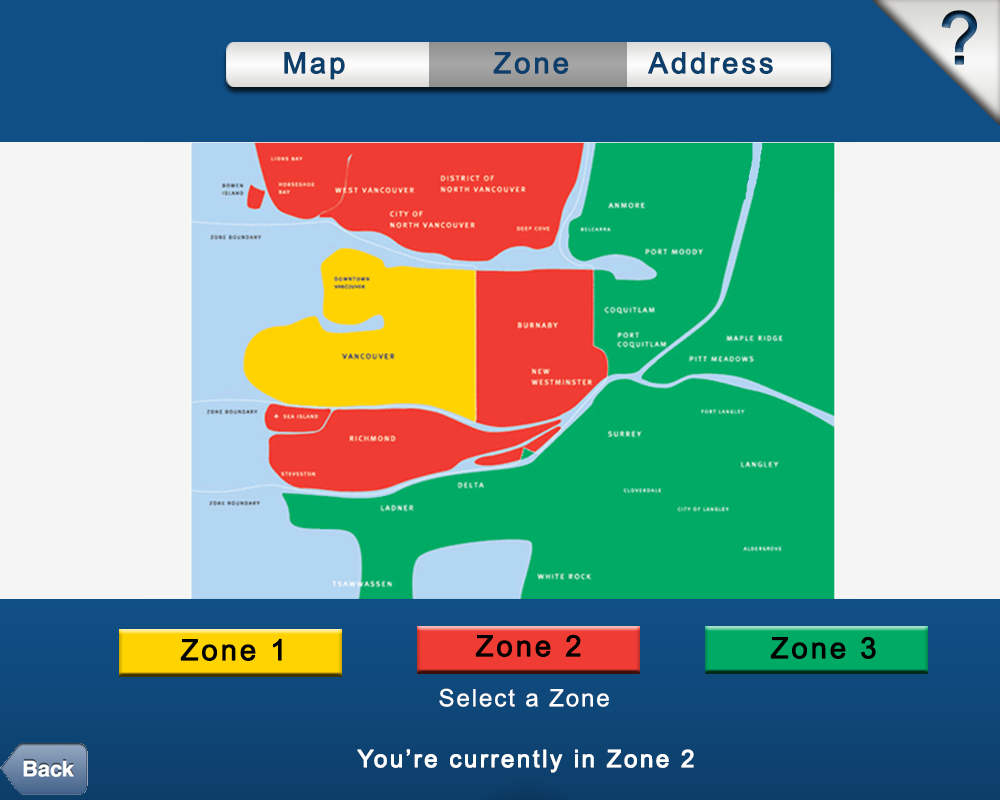 ?
Map Zone Address
LIONS BAY
BOWEN
ISLAND
HORSESHOE
BAY
WEST VANCOUVER
DISTRICT OF
NORTH VANCOUVER
CITY OF
NORTH VANCOUVER
DEEP COVE
ANMORE
BELCARRA
PORT MOODY
ZONE BOUNDARY
DOWNTOWN
VANCOUVER
VANCOUVER
BURNABY
NEW
WESTMINSTER
COQUITLAM
PORT
COQUITLAM
MAPLE RIDGE
PITT MEADOWS
ZONE BOUNDARY
SEA ISLAND
RICHMOND
STEVESTON
FORT LANGLEY
SURREY
LANGLEY
DELTA
CLOVERDALE
ZONE BOUNDARY
LADNER
CITY OF LANGLEY
ALDERGROVE
TSAWWASSEN
WHITE ROCK
Zone 1 Zone 2 Zone 3
Select a Zone
You're currently in Zone 2
Back